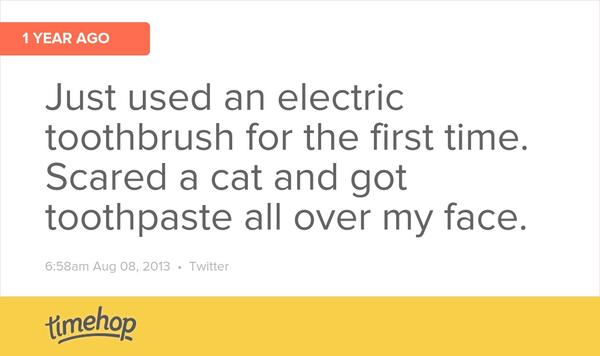 1 YEAR AGO
Just used an electric
toothbrush for the first time.
Scared a cat and got
toothpaste all over my face.
6:58am Aug 08, 2013 • Twitter
timehop